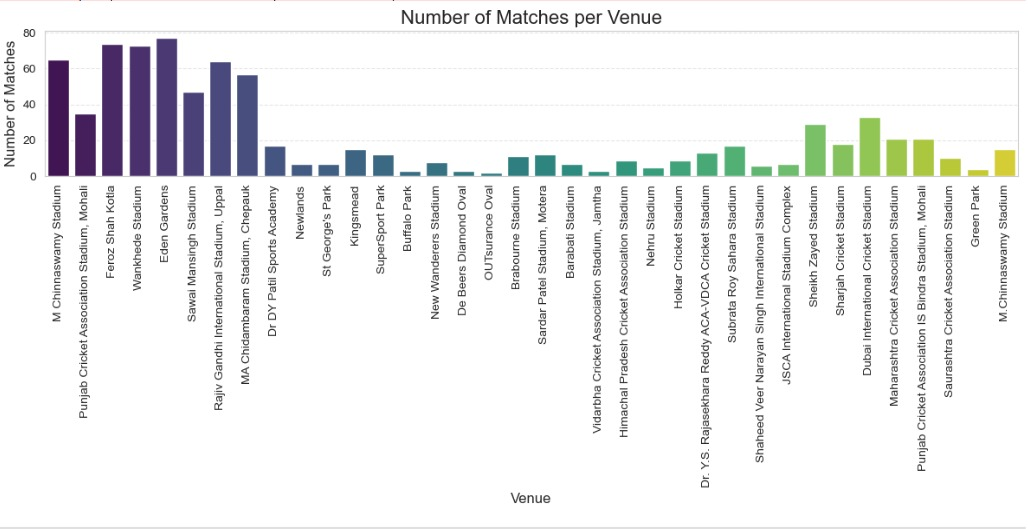 Number of Matches per Venue
Number of Matches
80
60
40
20
0
M Chinnaswamy Stadium
Punjab Cricket Association Stadium, Mohali
Feroz Shah Kotla
Wankhede Stadium
Eden Gardens
Sawai Mansingh Stadium
Rajiv Gandhi International Stadium, Uppal
MA Chidambaram Stadium, Chepauk
Dr DY Patil Sports Academy
Newlands
St George's Park
Kingsmead
SuperSport Park
Buffalo Park
New Wanderers Stadium
De Beers Diamond Oval
OUTsurance Oval
Brabourne Stadium
Sardar Patel Stadium, Motera
Barabati Stadium
Vidarbha Cricket Association Stadium, Jamtha
Himachal Pradesh Cricket Association Stadium
Nehru Stadium
Holkar Cricket Stadium
Dr. Y.S. Rajasekhara Reddy ACA-VDCA Cricket Stadium
Subrata Roy Sahara Stadium
Shaheed Veer Narayan Singh International Stadium
JSCA International Stadium Complex
Sheikh Zayed Stadium
Sharjah Cricket Stadium
Dubai International Cricket Stadium
Maharashtra Cricket Association Stadium
Punjab Cricket Association IS Bindra Stadium, Mohali
Saurashtra Cricket Association Stadium
Green Park
M.Chinnaswamy Stadium
Venue